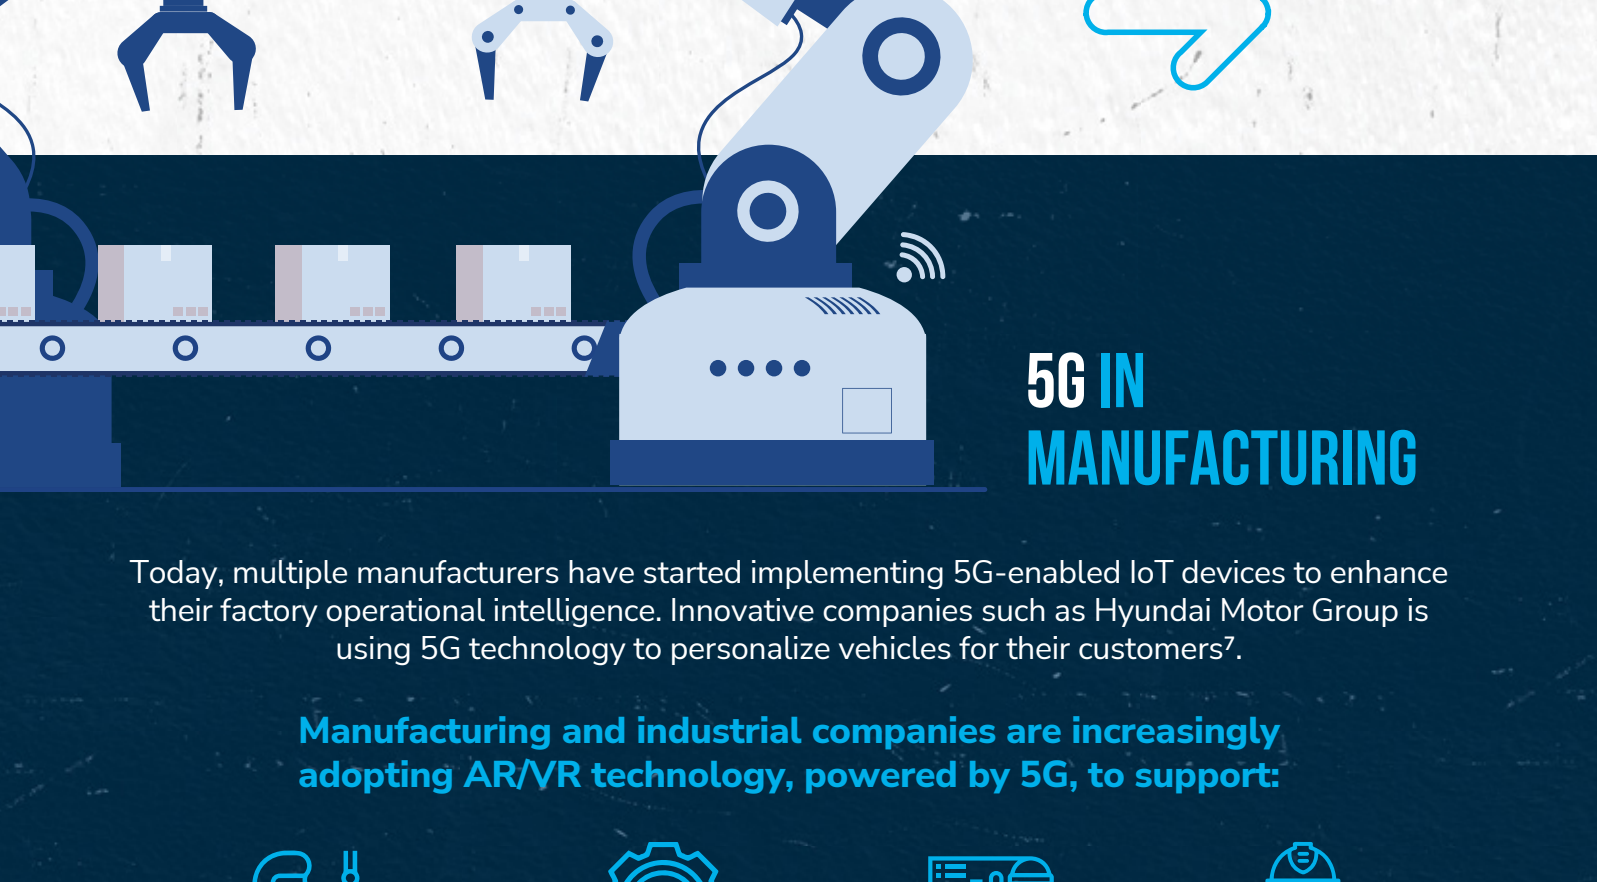 5G IN
MANUFACTURING
Today, multiple manufacturers have started implementing 5G-enabled IoT devices to enhance
their factory operational intelligence. Innovative companies such as Hyundai Motor Group is
using 5G technology to personalize vehicles for their customers⁷.
Manufacturing and industrial companies are increasingly
adopting AR/VR technology, powered by 5G, to support: